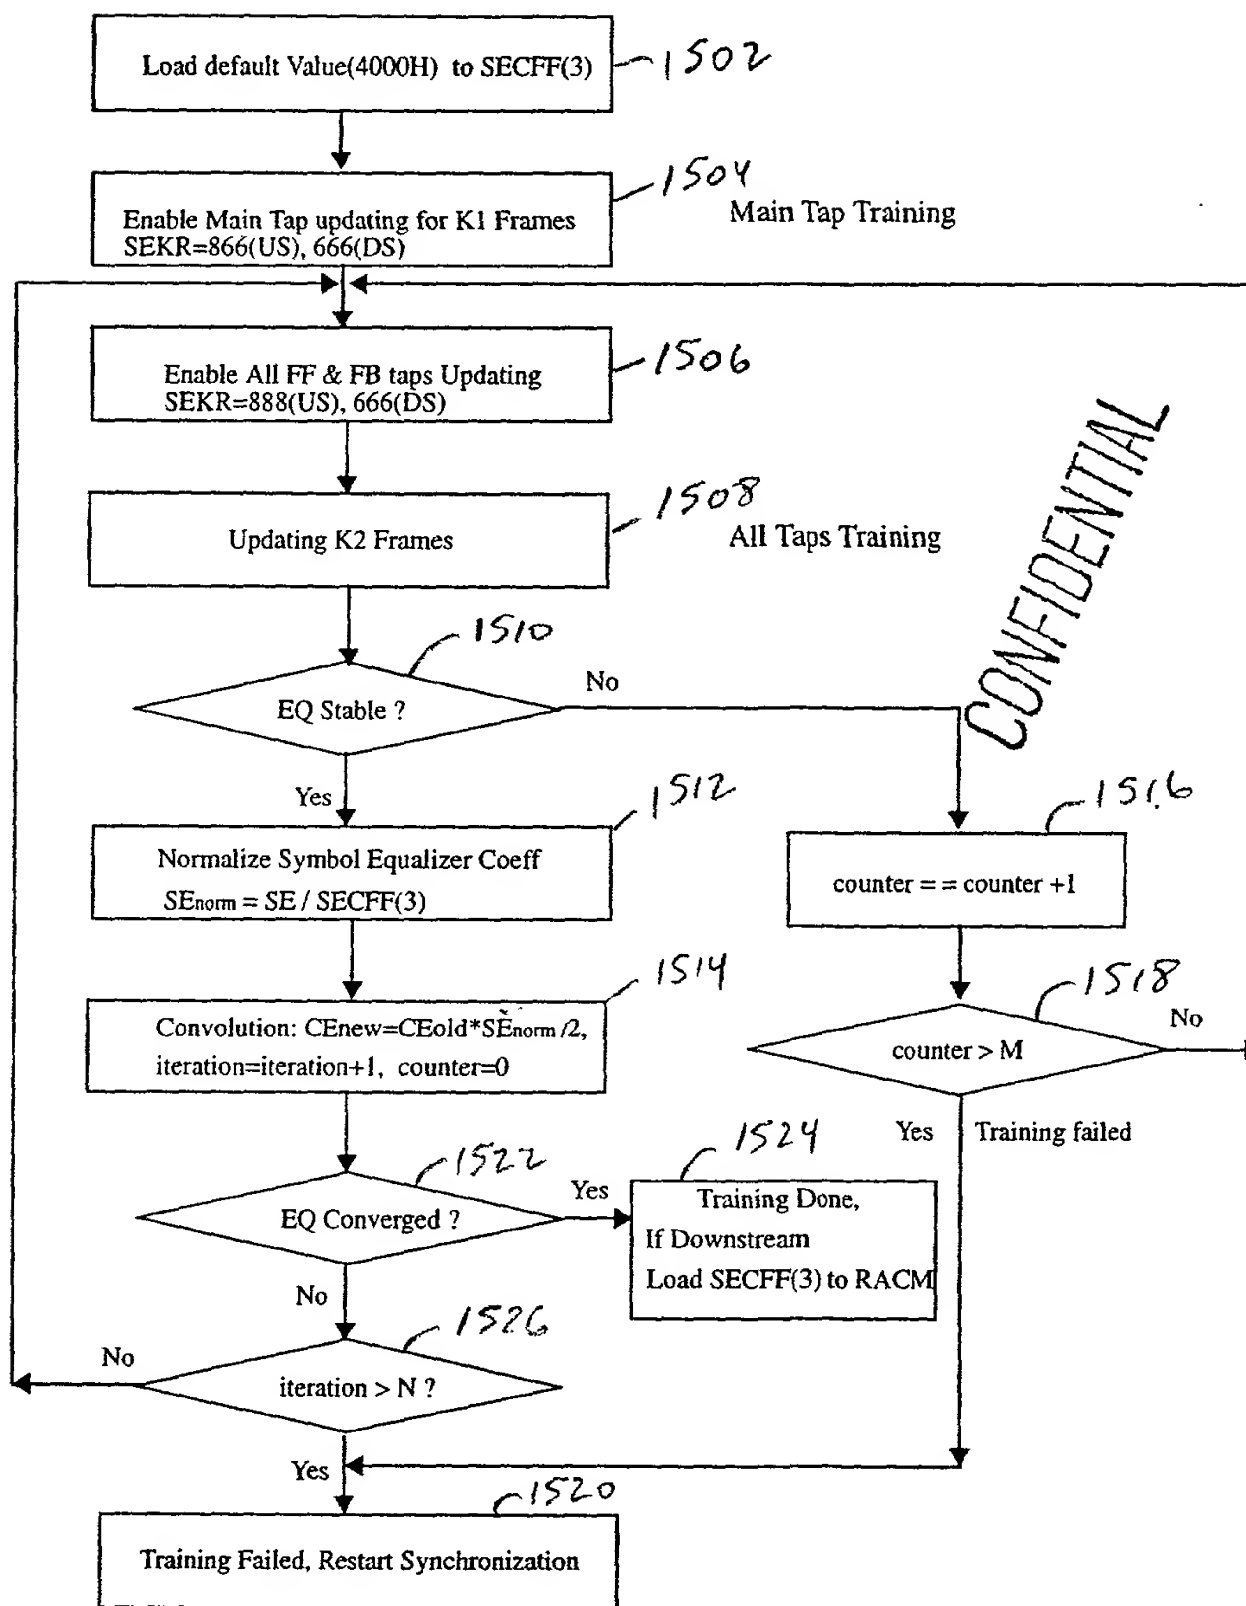 Load default Value(4000H) to SECFF(3)
1502
1504
Enable Main Tap updating for K1 Frames
SEKR=866(US), 666(DS)
Main Tap Training
1506
Enable All FF & FB taps Updating
SEKR=888(US), 666(DS)
1508
Updating K2 Frames
All Taps Training
CONFIDENTIAL
1510
EQ Stable ?
No
Yes
1512
Normalize Symbol Equalizer Coeff
SEnorm = SE / SECFF(3)
1516
counter = = counter +1
1514
Convolution: CEnew=CEold*SEnorm /2,
iteration=iteration+1, counter=0
1518
counter > M
No
Yes
Training failed
1522
EQ Converged ?
Yes
1524
Training Done,
If Downstream
Load SECFF(3) to RACM
No
1526
iteration > N ?
No
Yes
1520
Training Failed, Restart Synchronization